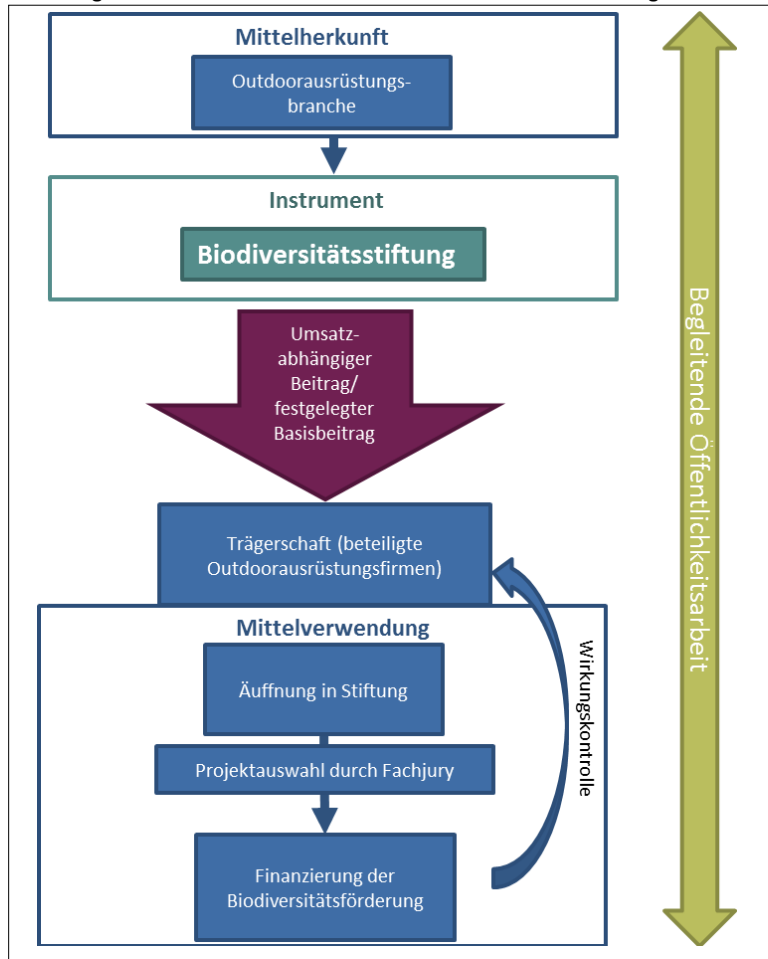 Mittelherkunft
Outdoorausrüstungs-
branche
Instrument
Biodiversitätsstiftung
Umsatz-
abhängiger
Beitrag/
festgelegter
Basisbeitrag
Trägerschaft (beteiligte
Outdoorausrüstungsfirmen)
Mittelverwendung
Äuffnung in Stiftung
Projektauswahl durch Fachjury
Finanzierung der
Biodiversitätsförderung
Wirkungskontrolle
Begleitende Öffentlichkeitsarbeit